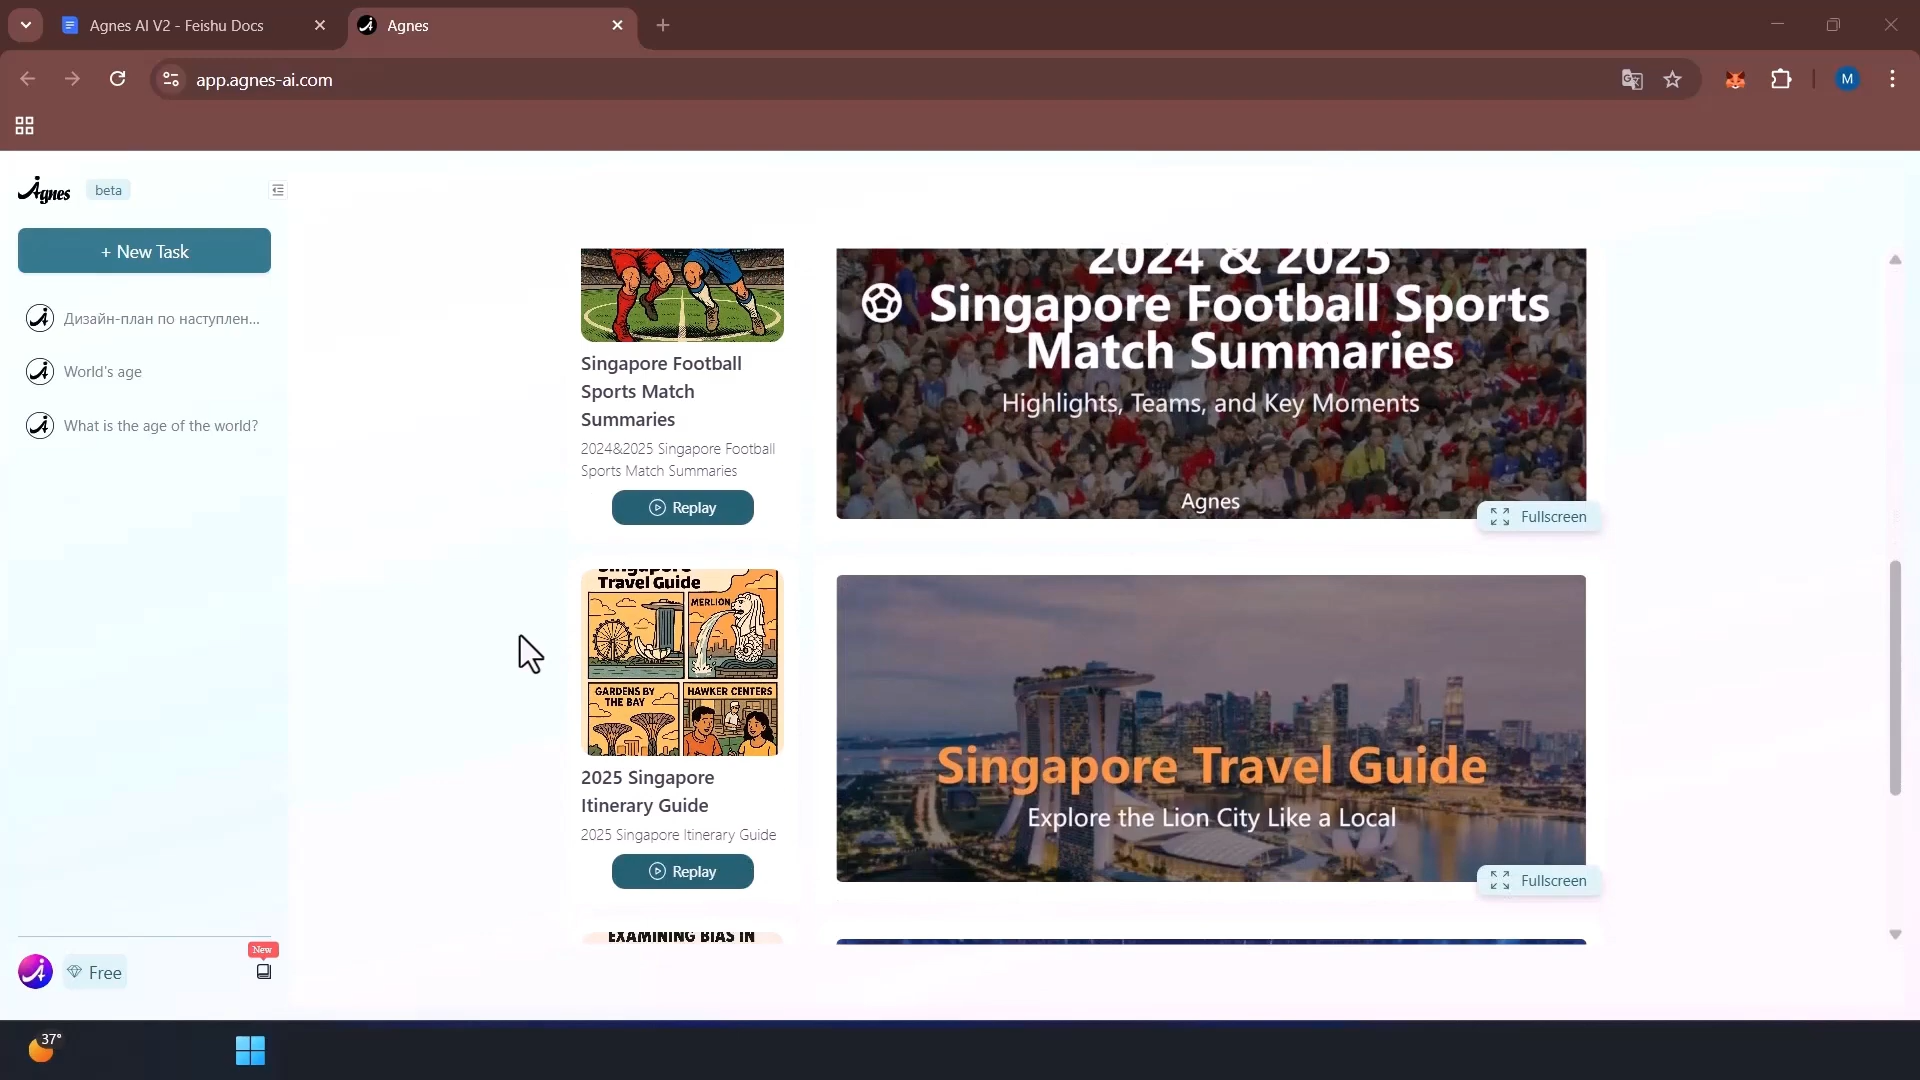 Agnes AI V2 - Feishu Docs
Agnes
app.agnes-ai.com
M
Agnes
beta
+ New Task
Дизайн-план по наступлен...
World's age
What is the age of the world?
Free
New
Singapore Football
Sports Match
Summaries
2024&2025 Singapore Football
Sports Match Summaries
Replay
2024 & 2025
Singapore Football Sports
Match Summaries
Highlights, Teams, and Key Moments
Agnes
Fullscreen
Singapore
Travel Guide
MERLION
GARDENS BY
THE BAY
HAWKER CENTERS
2025 Singapore
Itinerary Guide
2025 Singapore Itinerary Guide
Replay
Singapore Travel Guide
Explore the Lion City Like a Local
Fullscreen
EXAMINING BIAS IN
37°